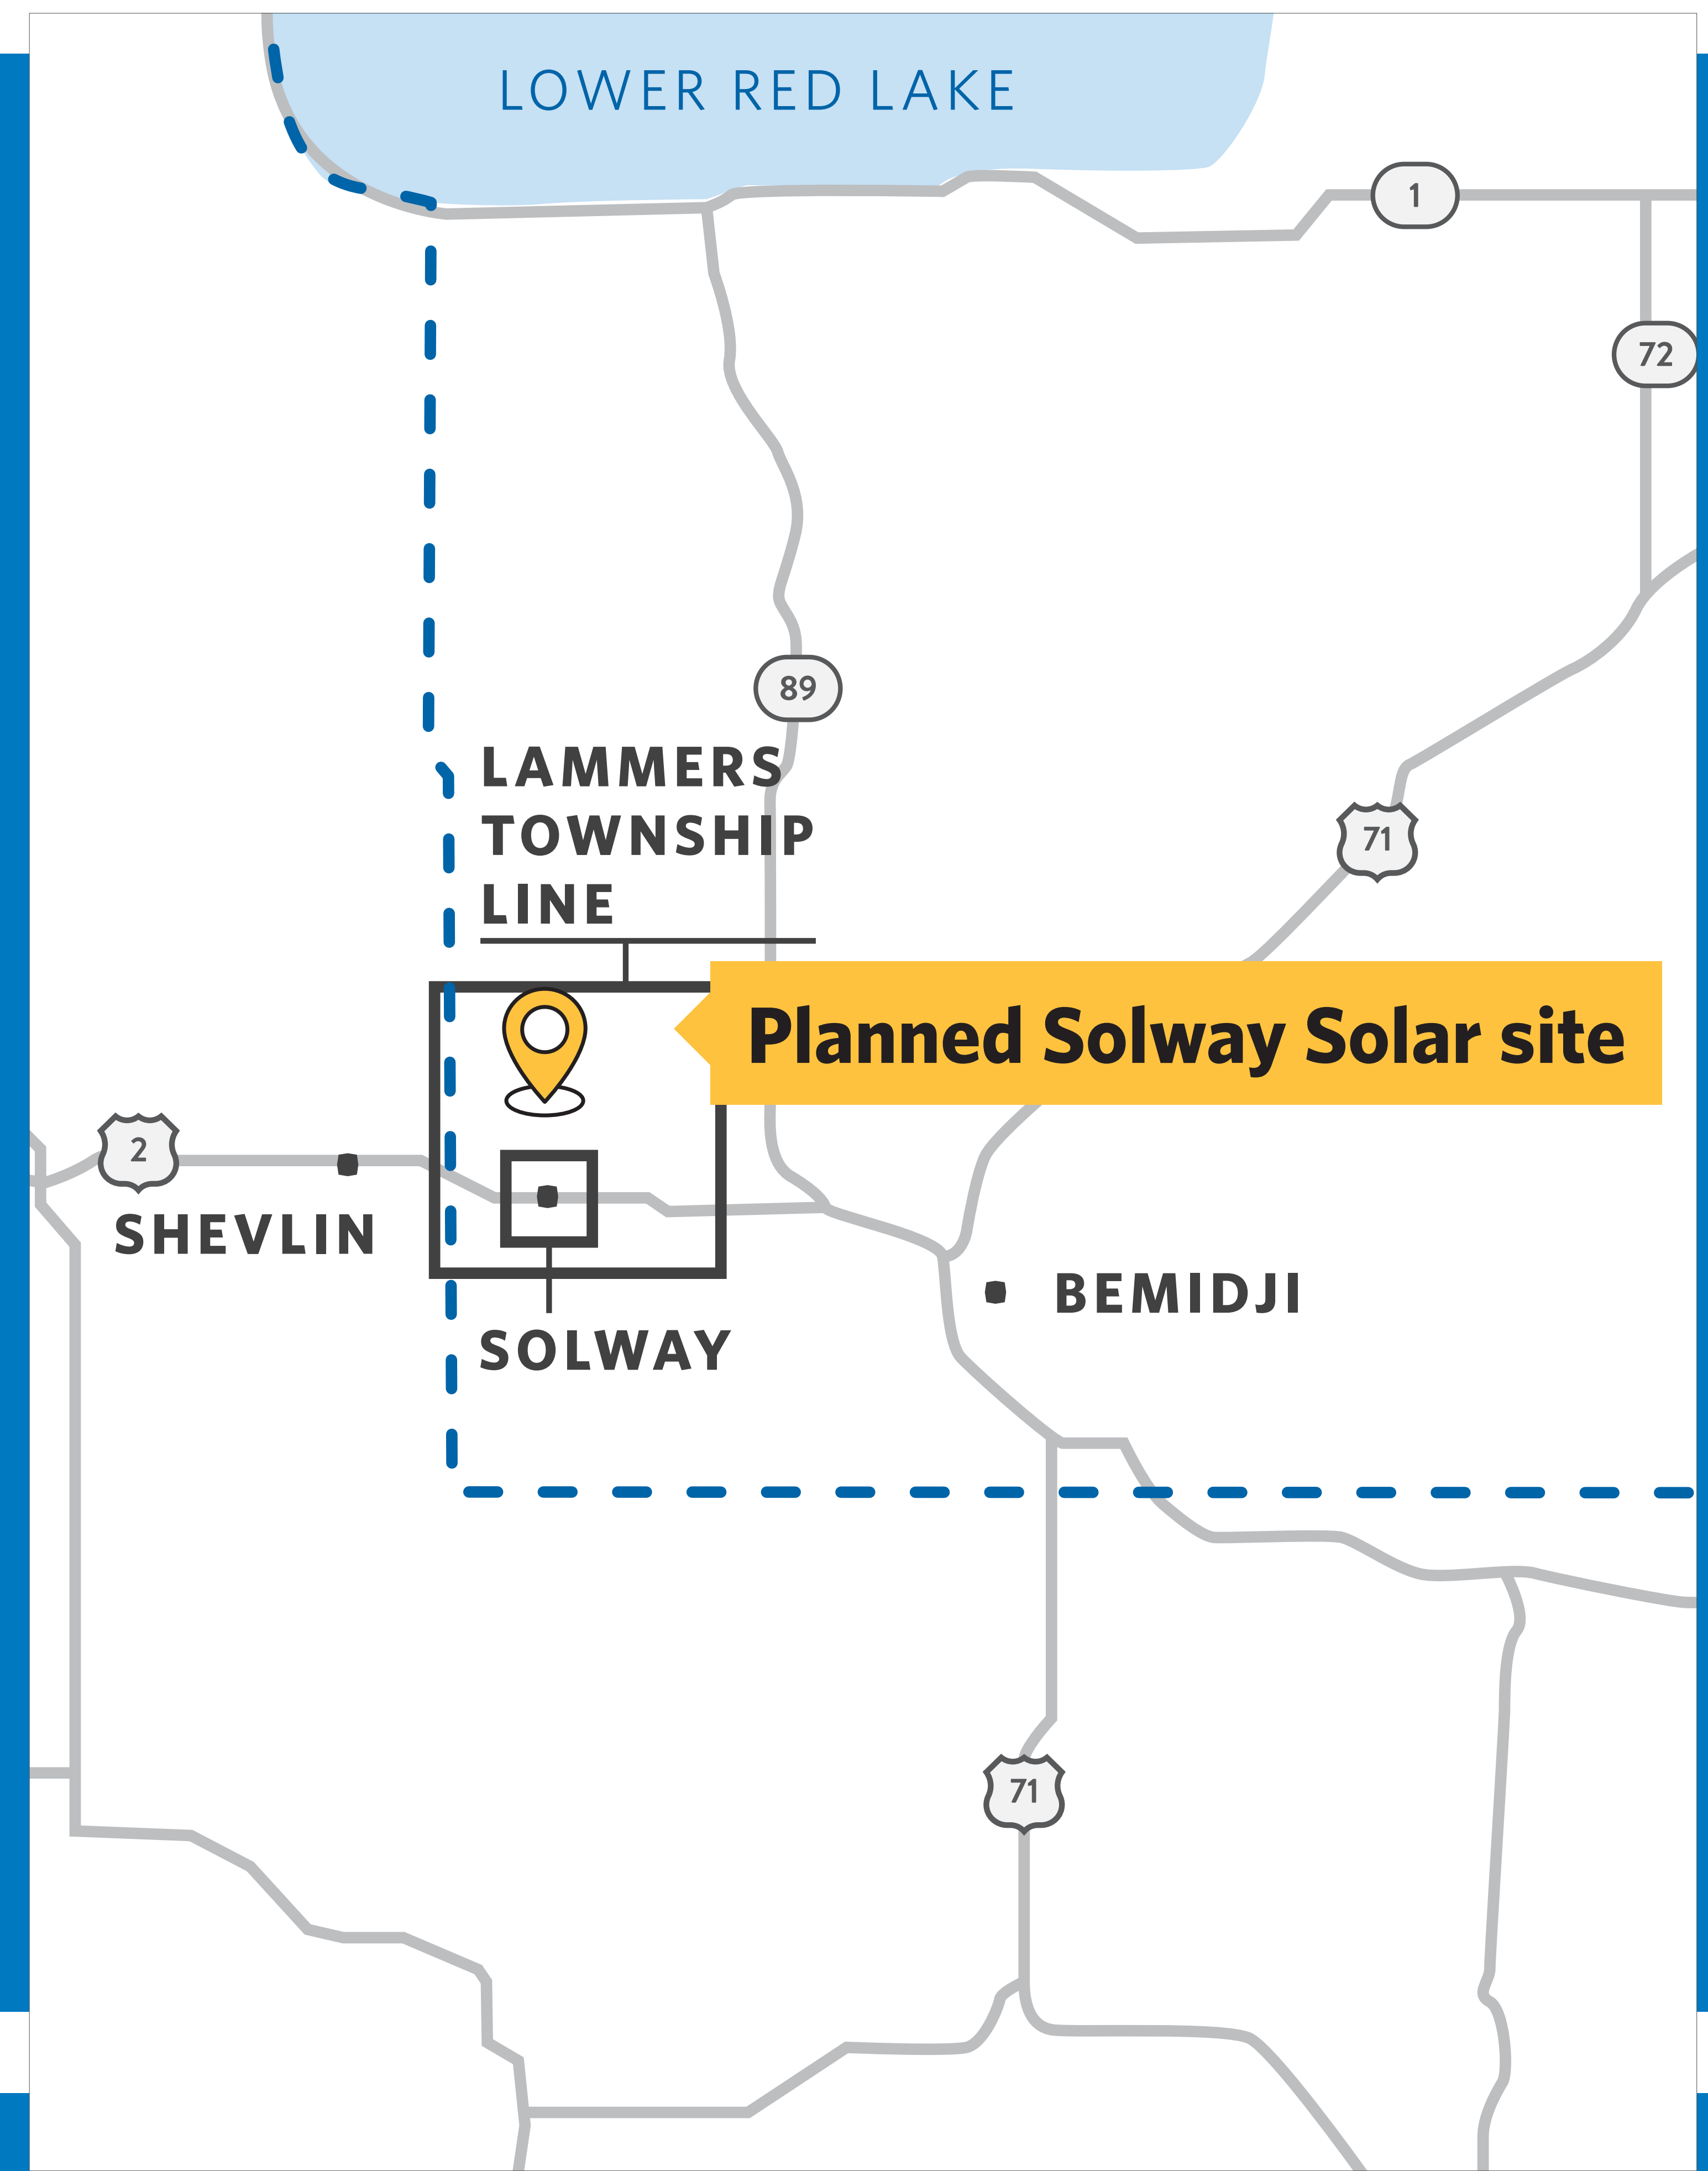 LOWER RED LAKE
1
72
89
LAMMERS
TOWNSHIP
LINE
71
Planned Solway Solar site
2
SHEVLIN
BEMIDJI
SOLWAY
71